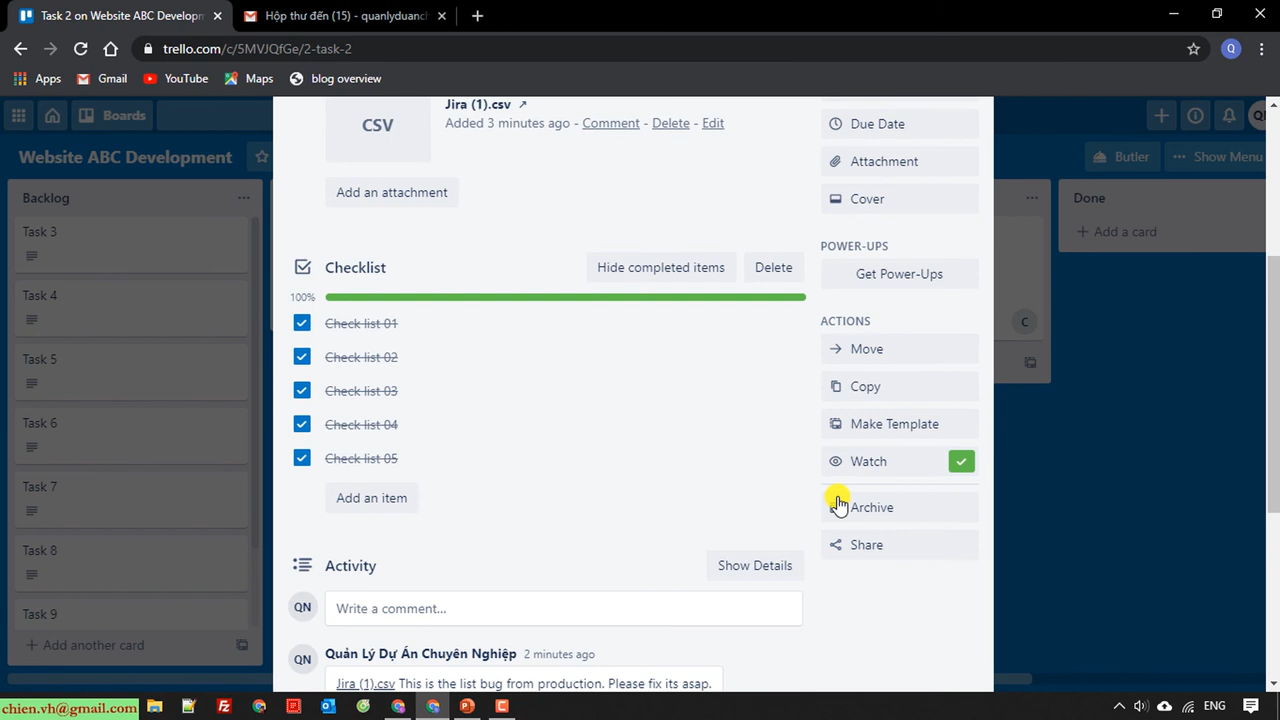 Task 2 on Website ABC Developm
Hộp thư đến (15) - quanlyduanch
trello.com/c/5MVJQfGe/2-task-2
Q
Apps
Gmail
YouTube
Maps
blog overview
Boards
Website ABC Development
Butler
Show Menu
Backlog
Task 3
Task 4
Task 5
Task 6
Task 7
Task 8
Task 9
Add another card
CSV
Jira (1).csv
Added 3 minutes ago - Comment - Delete - Edit
Add an attachment
Checklist
Hide completed items
Delete
100%
Check list 01
Check list 02
Check list 03
Check list 04
Check list 05
Add an item
Activity
Show Details
QN
Write a comment...
QN
Quản Lý Dự Án Chuyên Nghiệp 2 minutes ago
Jira (1).csv This is the list bug from production. Please fix its asap.
Due Date
Attachment
Cover
POWER-UPS
Get Power-Ups
ACTIONS
Move
Copy
Make Template
Watch
Archive
Share
C
Done
Add a card
chien.vh@gmail.com
ENG